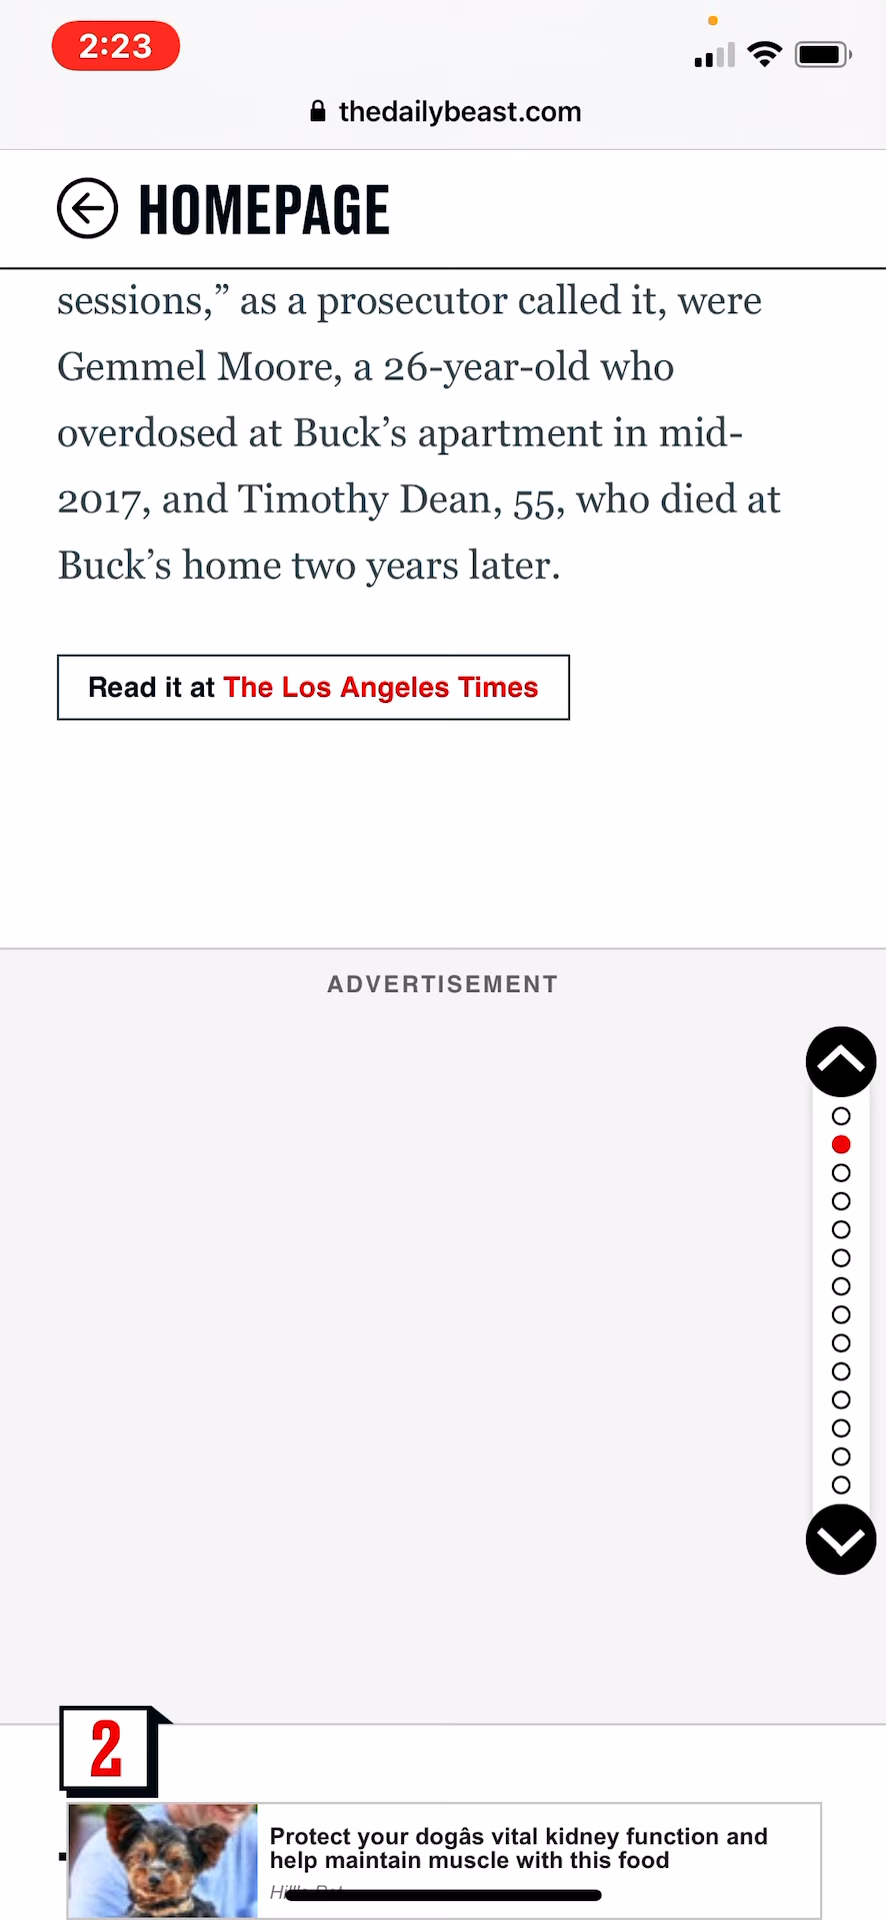 2:23
thedailybeast.com
HOMEPAGE
sessions,” as a prosecutor called it, were
Gemmel Moore, a 26-year-old who
overdosed at Buck’s apartment in mid-
2017, and Timothy Dean, 55, who died at
Buck’s home two years later.
Read it at The Los Angeles Times
ADVERTISEMENT
2
Protect your dogâs vital kidney function and
help maintain muscle with this food